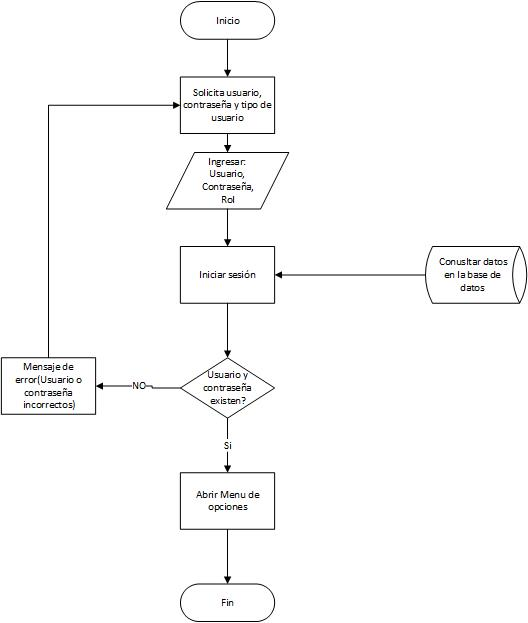 Inicio
Solicita usuario,
contraseña y tipo de
usuario
Ingresar:
Usuario,
Contraseña,
Rol
Iniciar sesión
Conusltar datos
en la base de
datos
Usuario y
contraseña
existen?
NO
Mensaje de
error(Usuario o
contraseña
incorrectos)
Si
Abrir Menu de
opciones
Fin